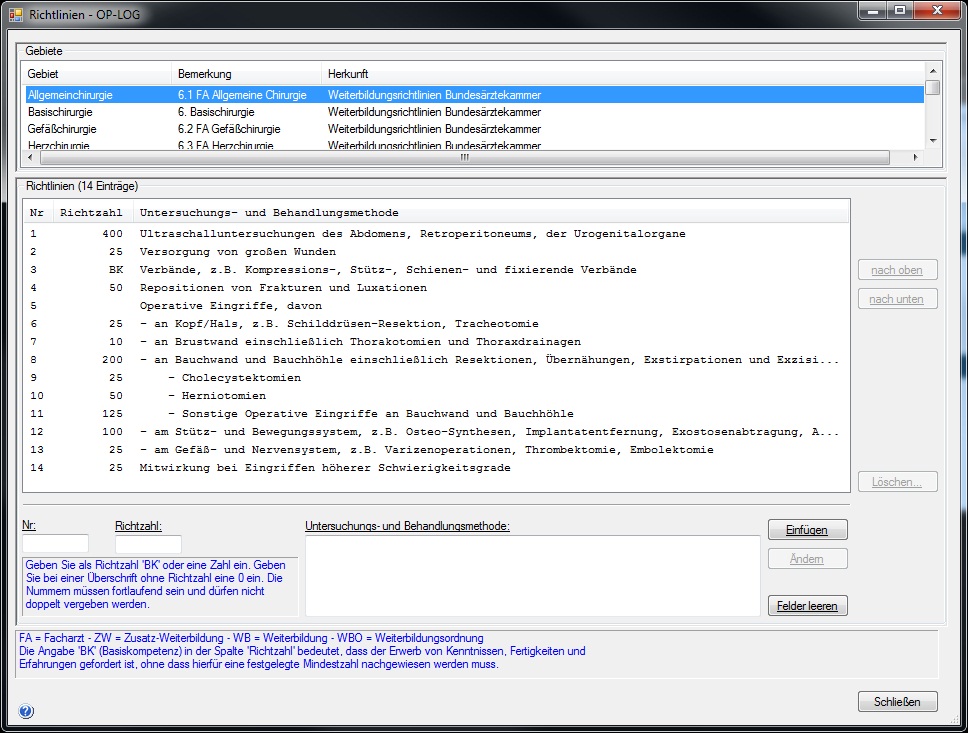 Richtlinien - OP-LOG
Gebiete
Gebiet Bemerkung Herkunft
Allgemeinchirurgie 6.1 FA Allgemeine Chirurgie Weiterbildungsrichtlinien Bundesärztekammer
Basischirurgie 6. Basischirurgie Weiterbildungsrichtlinien Bundesärztekammer
Gefäßchirurgie 6.2 FA Gefäßchirurgie Weiterbildungsrichtlinien Bundesärztekammer
Herzchirurgie 6.3 FA Herzchirurgie Weiterbildungsrichtlinien Bundesärztekammer
Richtlinien (14 Einträge)
Nr Richtzahl Untersuchungs- und Behandlungsmethode
1 400 Ultraschalluntersuchungen des Abdomens, Retroperitoneums, der Urogenitalorgane
2 25 Versorgung von großen Wunden
3 BK Verbände, z.B. Kompressions-, Stütz-, Schienen- und fixierende Verbände
4 50 Repositionen von Frakturen und Luxationen
5 Operative Eingriffe, davon
6 25 - an Kopf/Hals, z.B. Schilddrüsen-Resektion, Tracheotomie
7 10 - an Brustwand einschließlich Thorakotomien und Thoraxdrainagen
8 200 - an Bauchwand und Bauchhöhle einschließlich Resektionen, Übernähungen, Exstirpationen und Exzisi...
9 25 - Cholecystektomien
10 50 - Herniotomien
11 125 - Sonstige Operative Eingriffe an Bauchwand und Bauchhöhle
12 100 - am Stütz- und Bewegungssystem, z.B. Osteo-Synthesen, Implantatentfernung, Exostosenabtragung, A...
13 25 - am Gefäß- und Nervensystem, z.B. Varizenoperationen, Thrombektomie, Embolektomie
14 25 Mitwirkung bei Eingriffen höherer Schwierigkeitsgrade
nach oben
nach unten
Löschen...
Nr: Richtzahl: Untersuchungs- und Behandlungsmethode:
Einfügen
Ändern
Felder leeren
Geben Sie als Richtzahl 'BK' oder eine Zahl ein. Geben
Sie bei einer Überschrift ohne Richtzahl eine 0 ein. Die
Nummern müssen fortlaufend sein und dürfen nicht
doppelt vergeben werden.
FA = Facharzt - ZW = Zusatz-Weiterbildung - WB = Weiterbildung - WBO = Weiterbildungsordnung
Die Angabe 'BK' (Basiskompetenz) in der Spalte 'Richtzahl' bedeutet, dass der Erwerb von Kenntnissen, Fertigkeiten und
Erfahrungen gefordert ist, ohne dass hierfür eine festgelegte Mindestzahl nachgewiesen werden muss.
?
Schließen